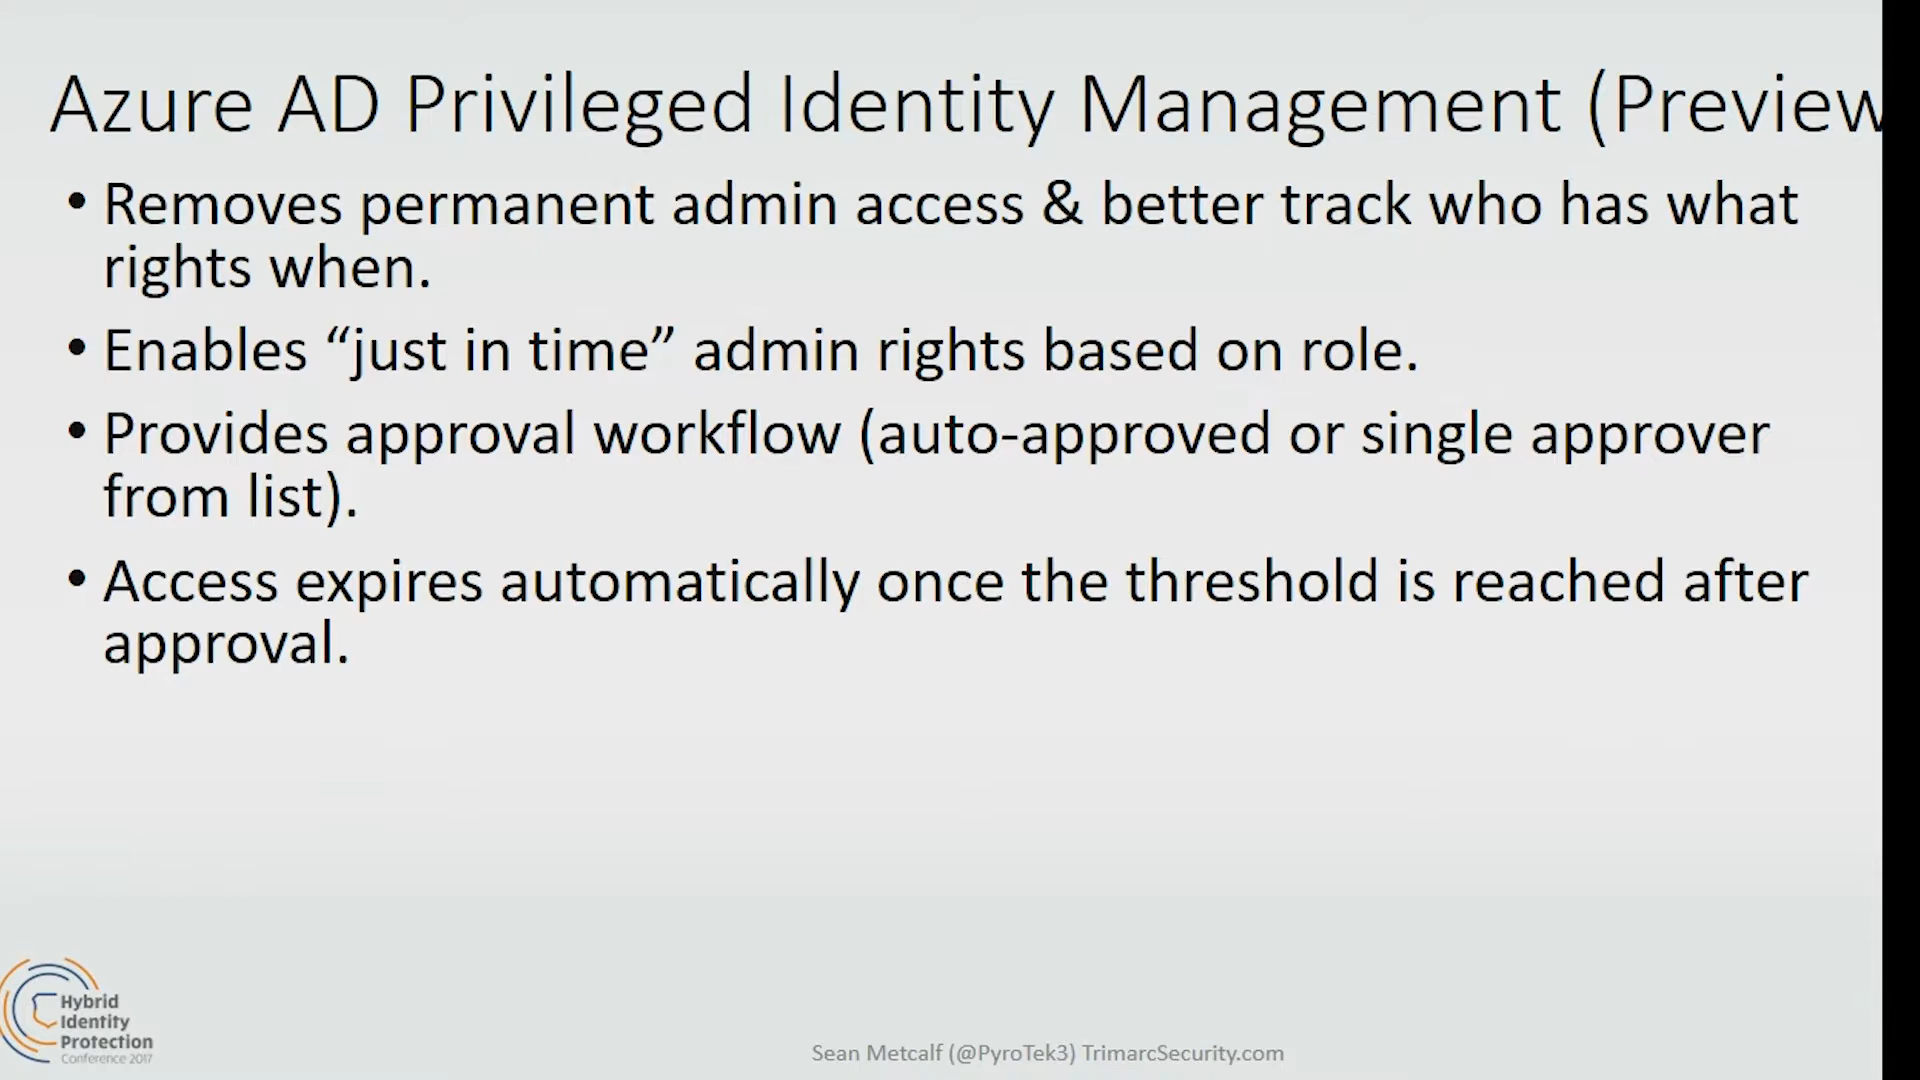 Azure AD Privileged Identity Management (Preview
• Removes permanent admin access & better track who has what
rights when.
• Enables “just in time” admin rights based on role.
• Provides approval workflow (auto-approved or single approver
from list).
• Access expires automatically once the threshold is reached after
approval.
Hybrid
Identity
Protection
Conference 2017
Sean Metcalf (@PyroTek3) TrimarcSecurity.com